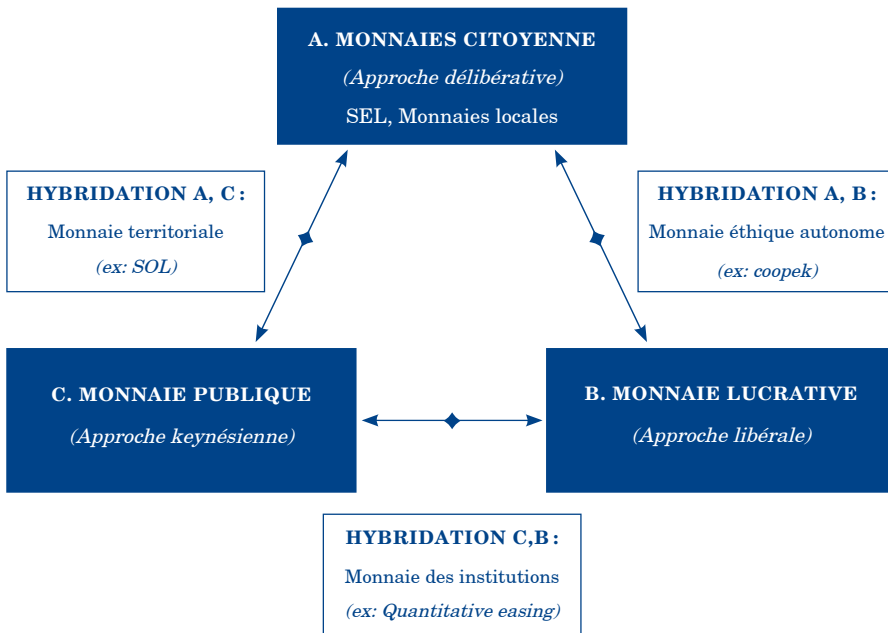 A. MONNAIES CITOYENNE
(Approche délibérative)
SEL, Monnaies locales
HYBRIDATION A, C :
Monnaie territoriale
(ex: SOL)
HYBRIDATION A, B :
Monnaie éthique autonome
(ex: coopek)
C. MONNAIE PUBLIQUE
(Approche keynésienne)
B. MONNAIE LUCRATIVE
(Approche libérale)
HYBRIDATION C,B :
Monnaie des institutions
(ex: Quantitative easing)